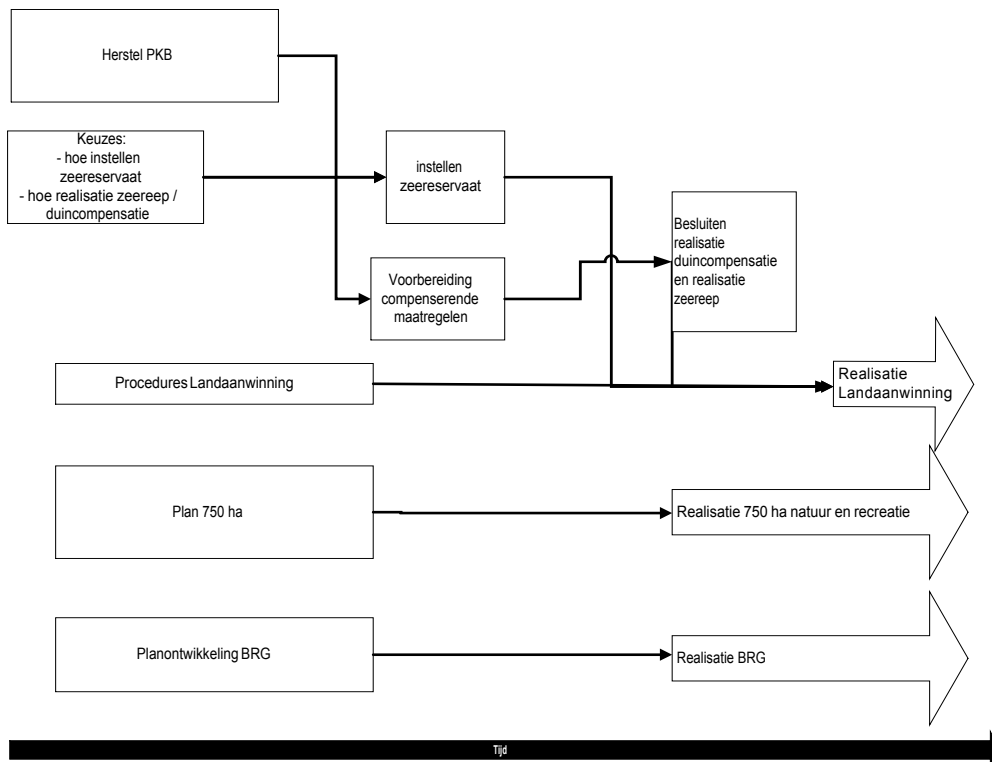 Herstel PKB
Keuzes:
- hoe instellen
zeereservaat
- hoe realisatie zeereep /
duincompensatie
instellen
zeereservaat
Voorbereiding
compenserende
maatregelen
Besluiten
realisatie
duincompensatie
en realisatie
zeereep
Procedures Landaanwinning
Realisatie
Landaanwinning
Plan 750 ha
Realisatie 750 ha natuur en recreatie
Planontwikkeling BRG
Realisatie BRG
Tijd